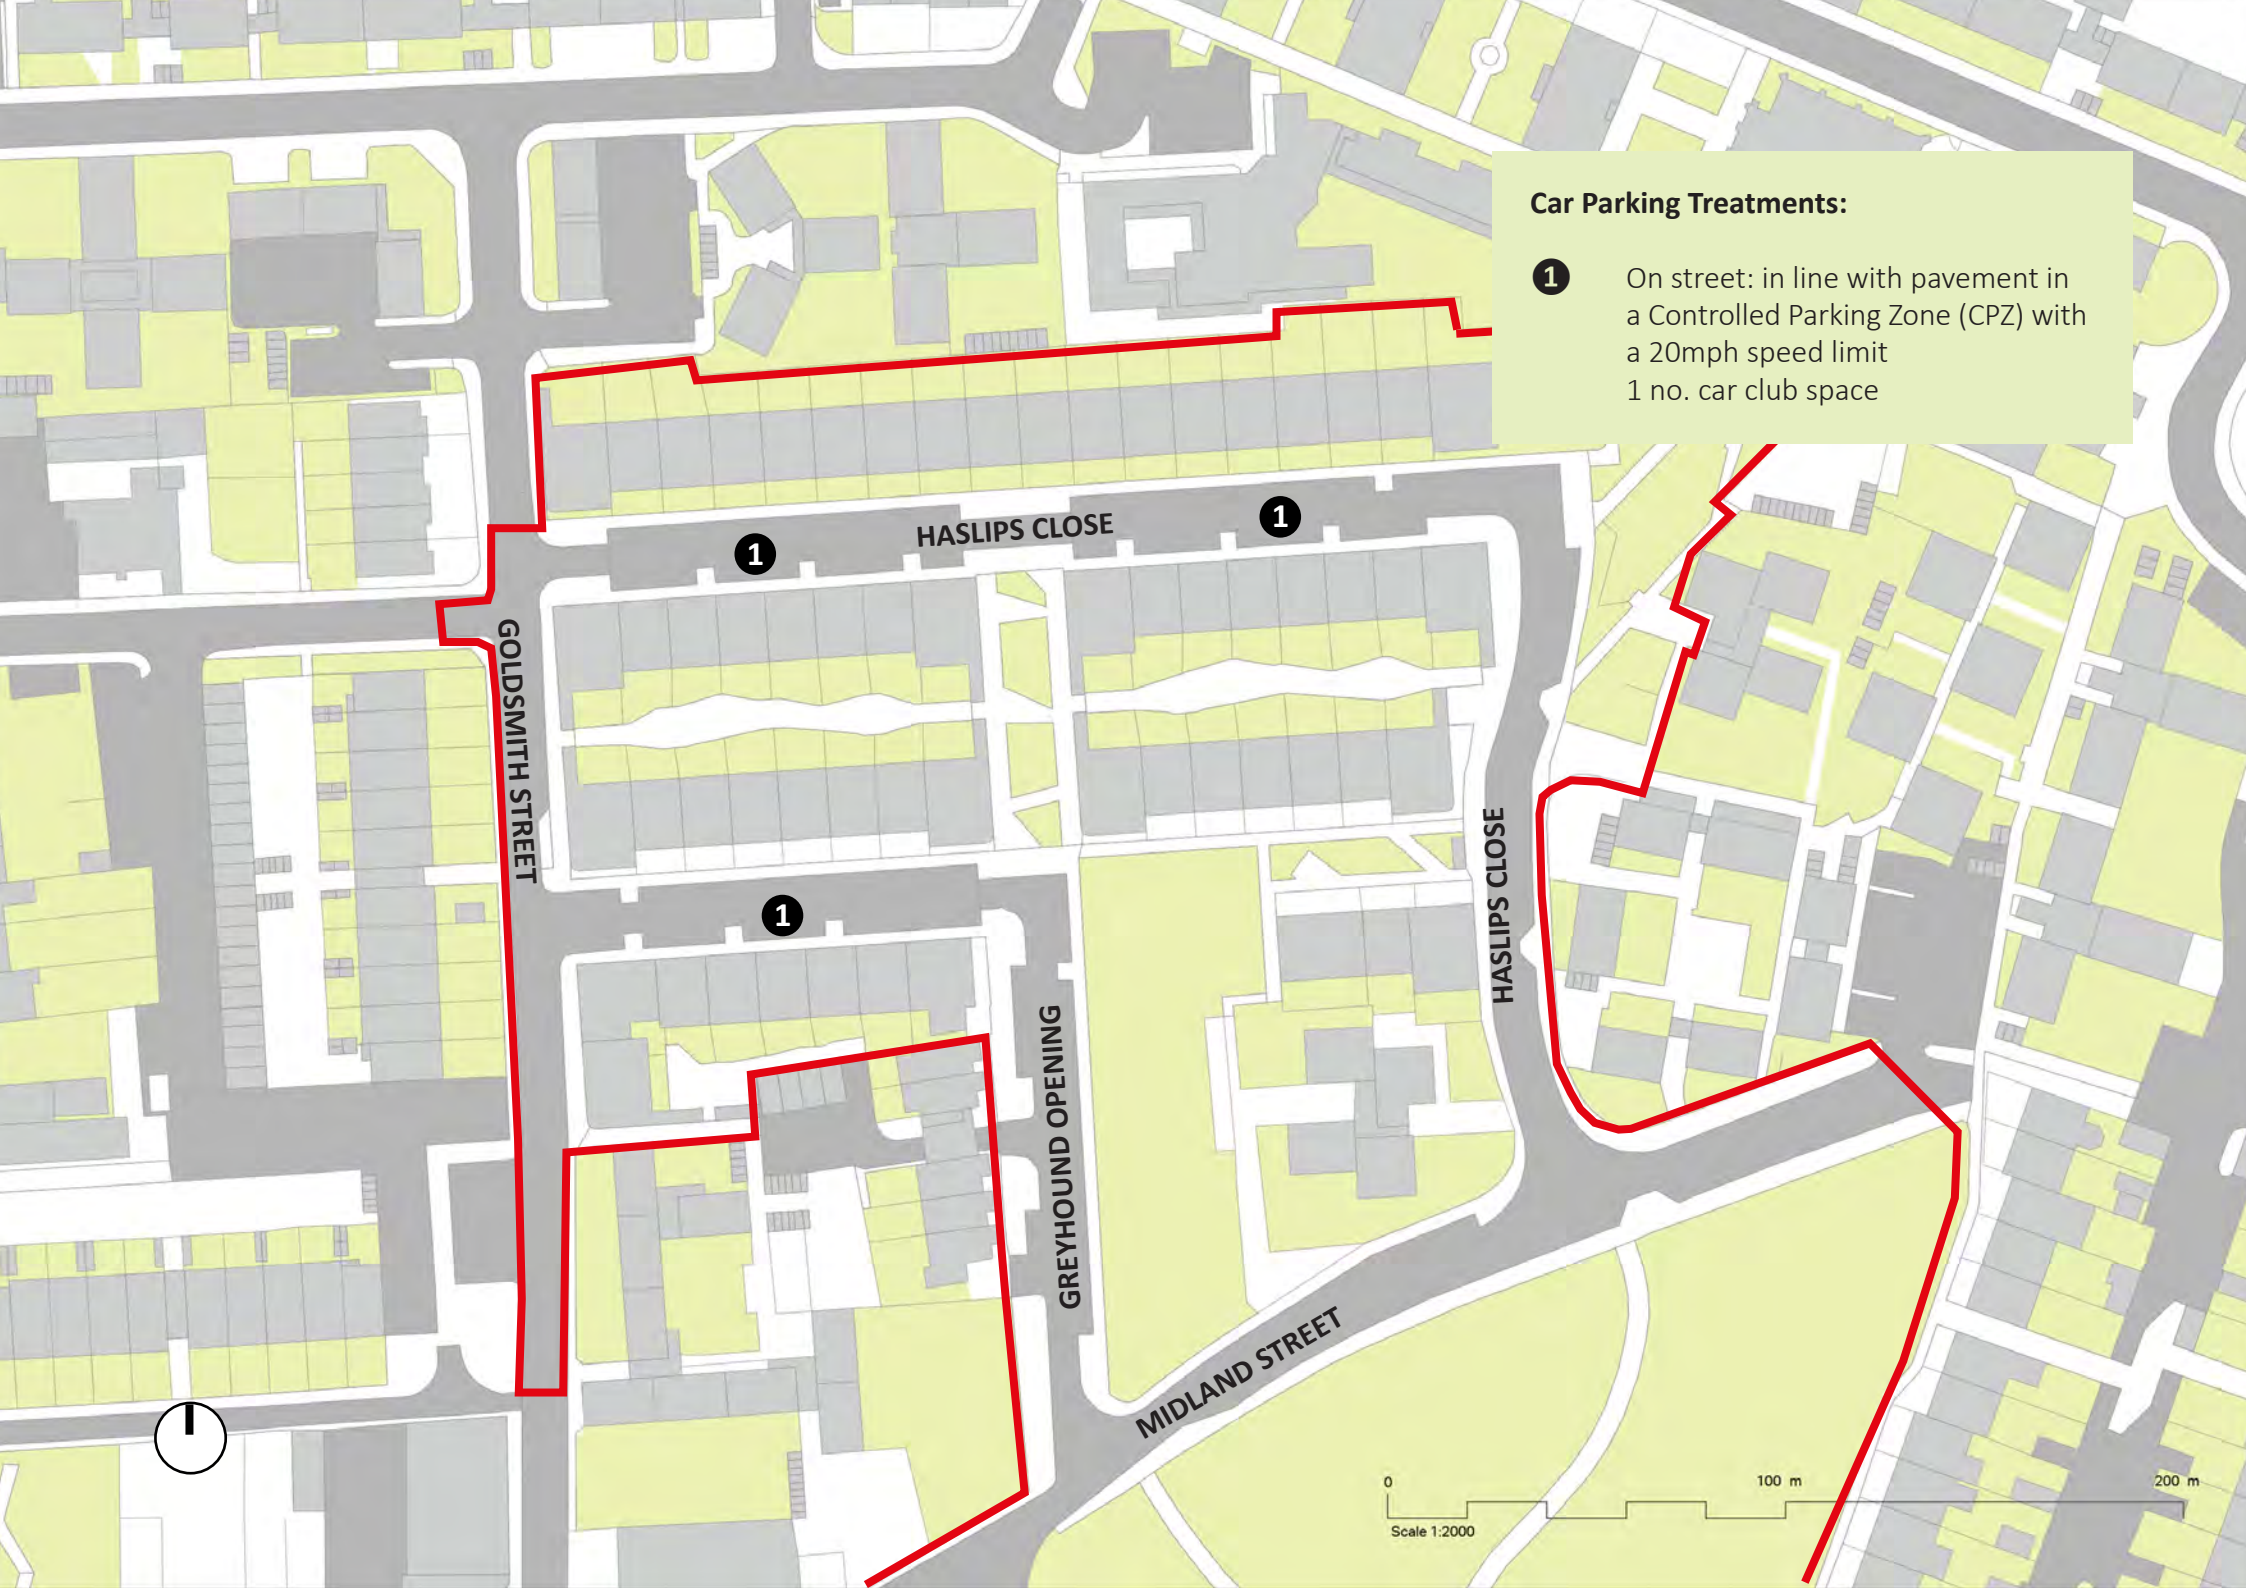 Car Parking Treatments:
1 On street: in line with pavement in
a Controlled Parking Zone (CPZ) with
a 20mph speed limit
1 no. car club space
HASLIPS CLOSE
1
1
GOLDSMITH STREET
HASLIPS CLOSE
1
GREYHOUND OPENING
MIDLAND STREET
0 100 m 200 m
Scale 1:2000